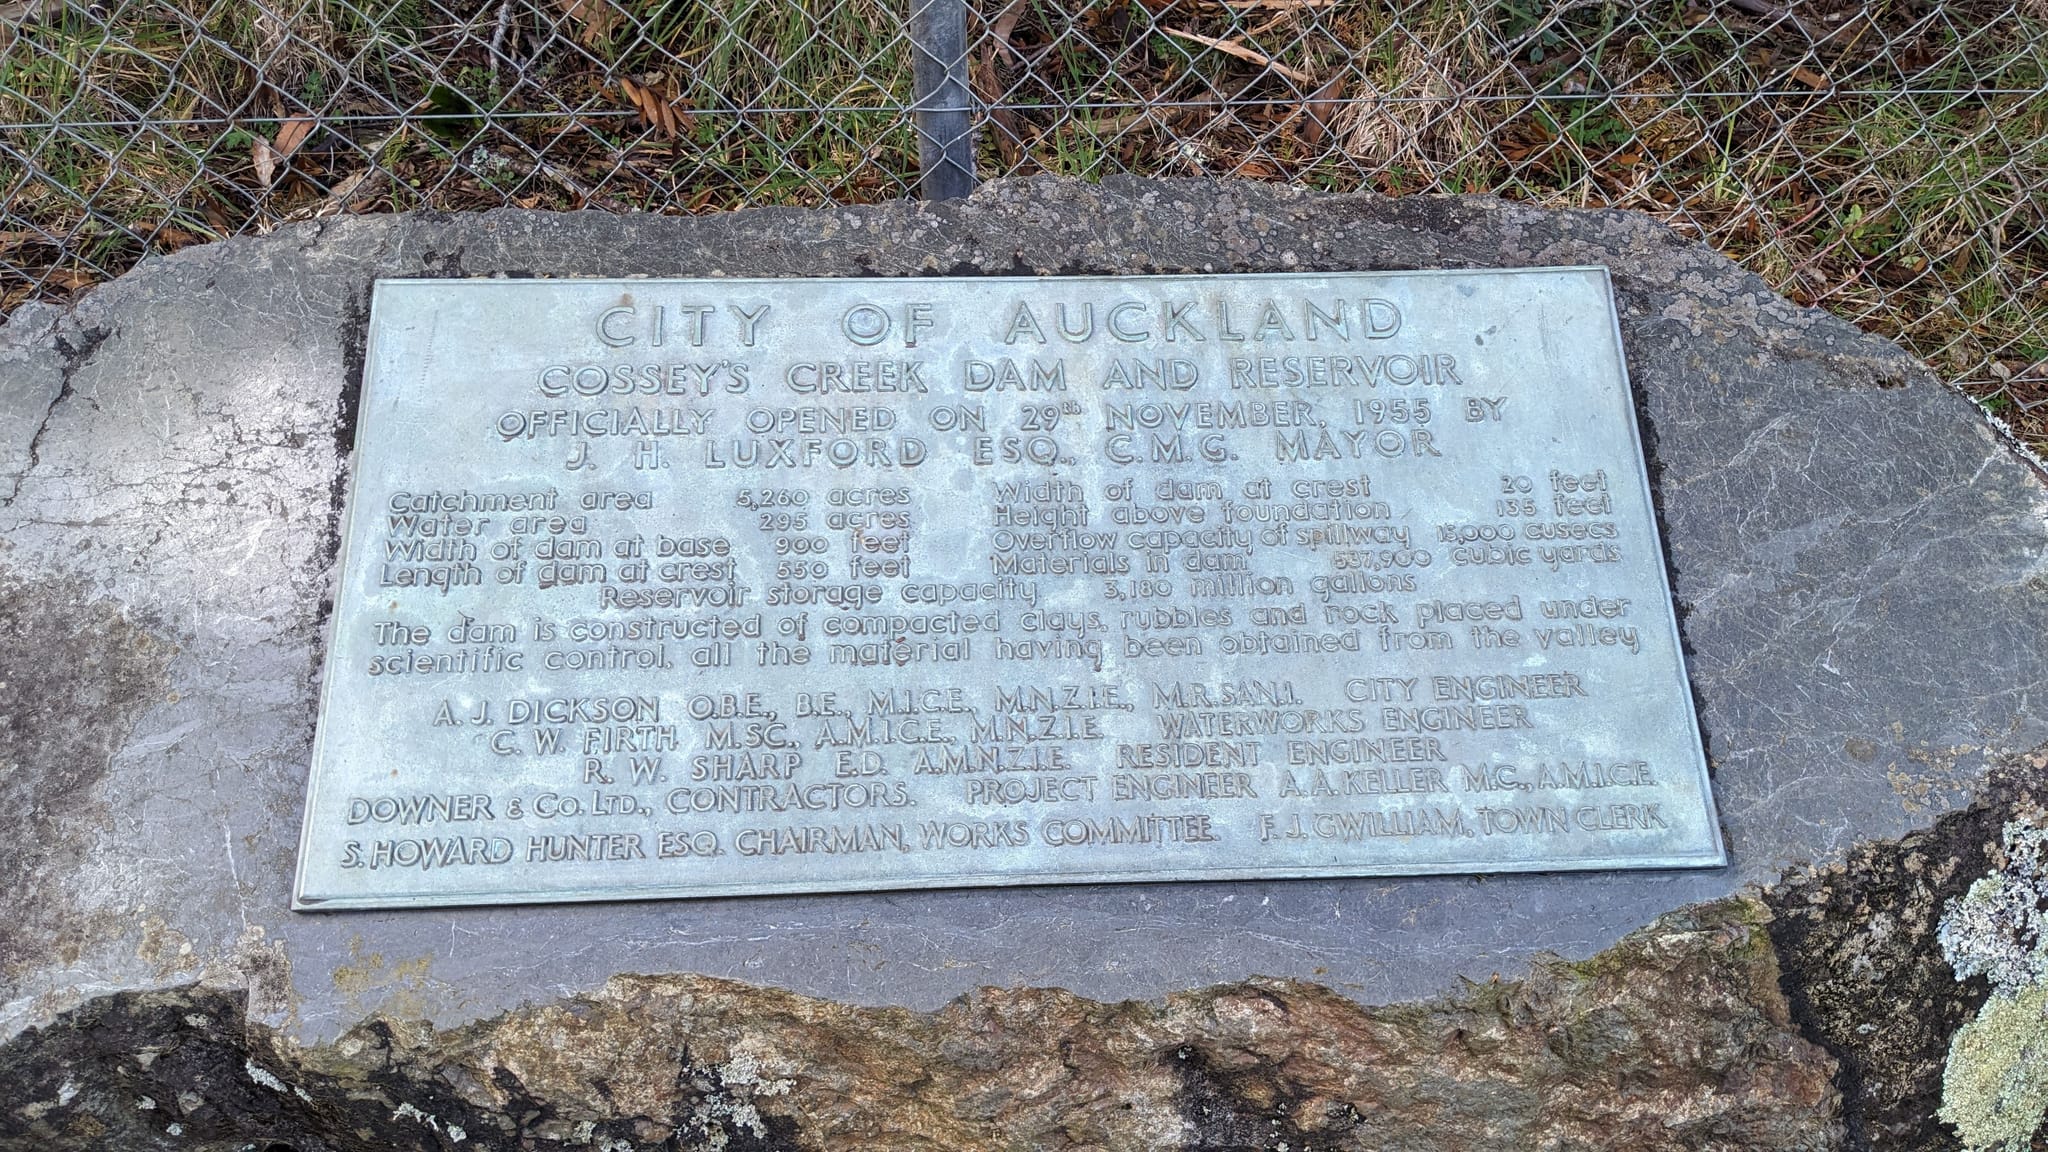 CITY OF AUCKLAND
COSSEY'S CREEK DAM AND RESERVOIR
OFFICIALLY OPENED ON 29TH NOVEMBER, 1955 BY
J. H. LUXFORD ESQ., C.M.G. MAYOR
Catchment area 5,260 acres Width of dam at crest 20 feet
Water area 295 acres Height above foundation 135 feet
Width of dam at base 900 feet Overflow capacity of spillway 15,000 cusecs
Length of dam at crest 550 feet Materials in dam 537,900 cubic yards
Reservoir storage capacity 3,180 million gallons
The dam is constructed of compacted clays, rubbles and rock placed under
scientific control, all the material having been obtained from the valley
A. J. DICKSON O.B.E., B.E., M.I.C.E., M.N.Z.I.E., M.R.SAN.I. CITY ENGINEER
C. W. FIRTH M.SC., A.M.I.C.E., M.N.Z.I.E. WATERWORKS ENGINEER
R. W. SHARP E.D. A.M.N.Z.I.E. RESIDENT ENGINEER
DOWNER & CO. LTD., CONTRACTORS. PROJECT ENGINEER A. A. KELLER M.C., A.M.I.C.E.
S. HOWARD HUNTER ESQ. CHAIRMAN, WORKS COMMITTEE. F. J. GWILLIAM, TOWN CLERK